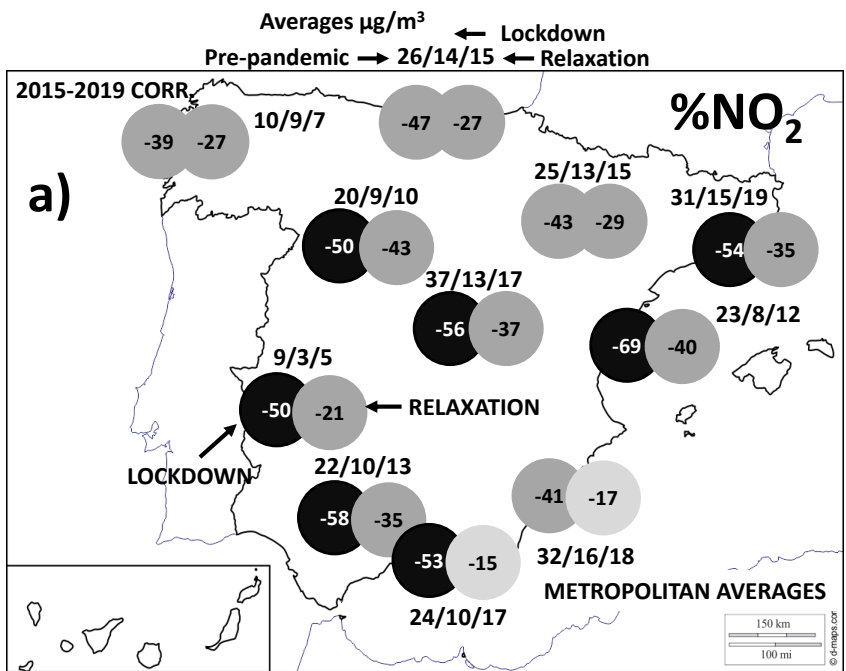 Averages µg/m³
← Lockdown
Pre-pandemic → 26/14/15 ← Relaxation
2015-2019 CORR.
%NO₂
-39 -27
10/9/7
-47 -27
a)
25/13/15
-43 -29
31/15/19
-54 -35
20/9/10
-50 -43
37/13/17
-56 -37
23/8/12
-69 -40
9/3/5
-50 -21
← RELAXATION
LOCKDOWN
22/10/13
-58 -35
-41 -17
32/16/18
-53 -15
24/10/17
METROPOLITAN AVERAGES
150 km
100 mi
© d-maps.com